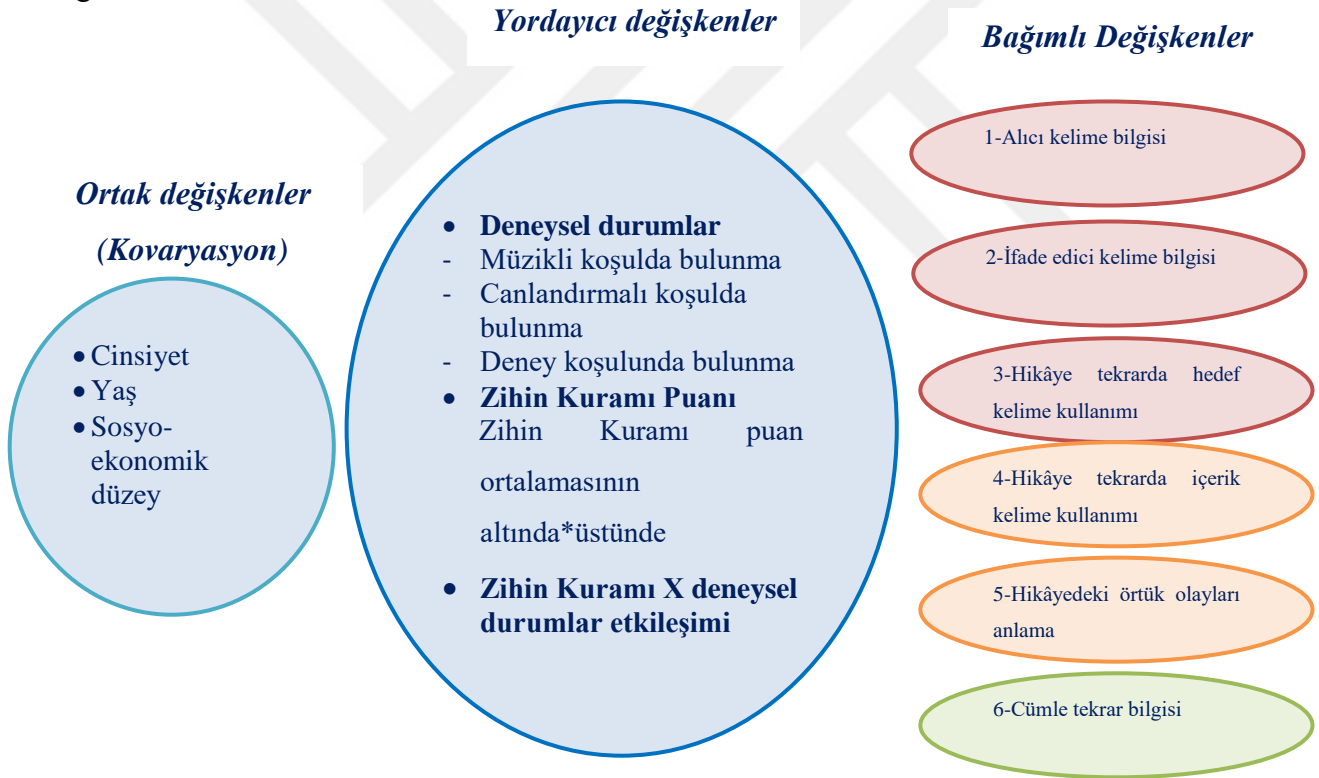 Yordayıcı değişkenler
Bağımlı Değişkenler
Ortak değişkenler
(Kovaryasyon)
• Cinsiyet
• Yaş
• Sosyo-
ekonomik
düzey
• Deneysel durumlar
- Müzikli koşulda bulunma
- Canlandırmalı koşulda
bulunma
- Deney koşulunda bulunma
• Zihin Kuramı Puanı
Zihin Kuramı puan
ortalamasının
altında*üstünde
• Zihin Kuramı X deneysel
durumlar etkileşimi
1-Alıcı kelime bilgisi
2-İfade edici kelime bilgisi
3-Hikâye tekrarda hedef
kelime kullanımı
4-Hikâye tekrarda içerik
kelime kullanımı
5-Hikâyedeki örtük olayları
anlama
6-Cümle tekrar bilgisi